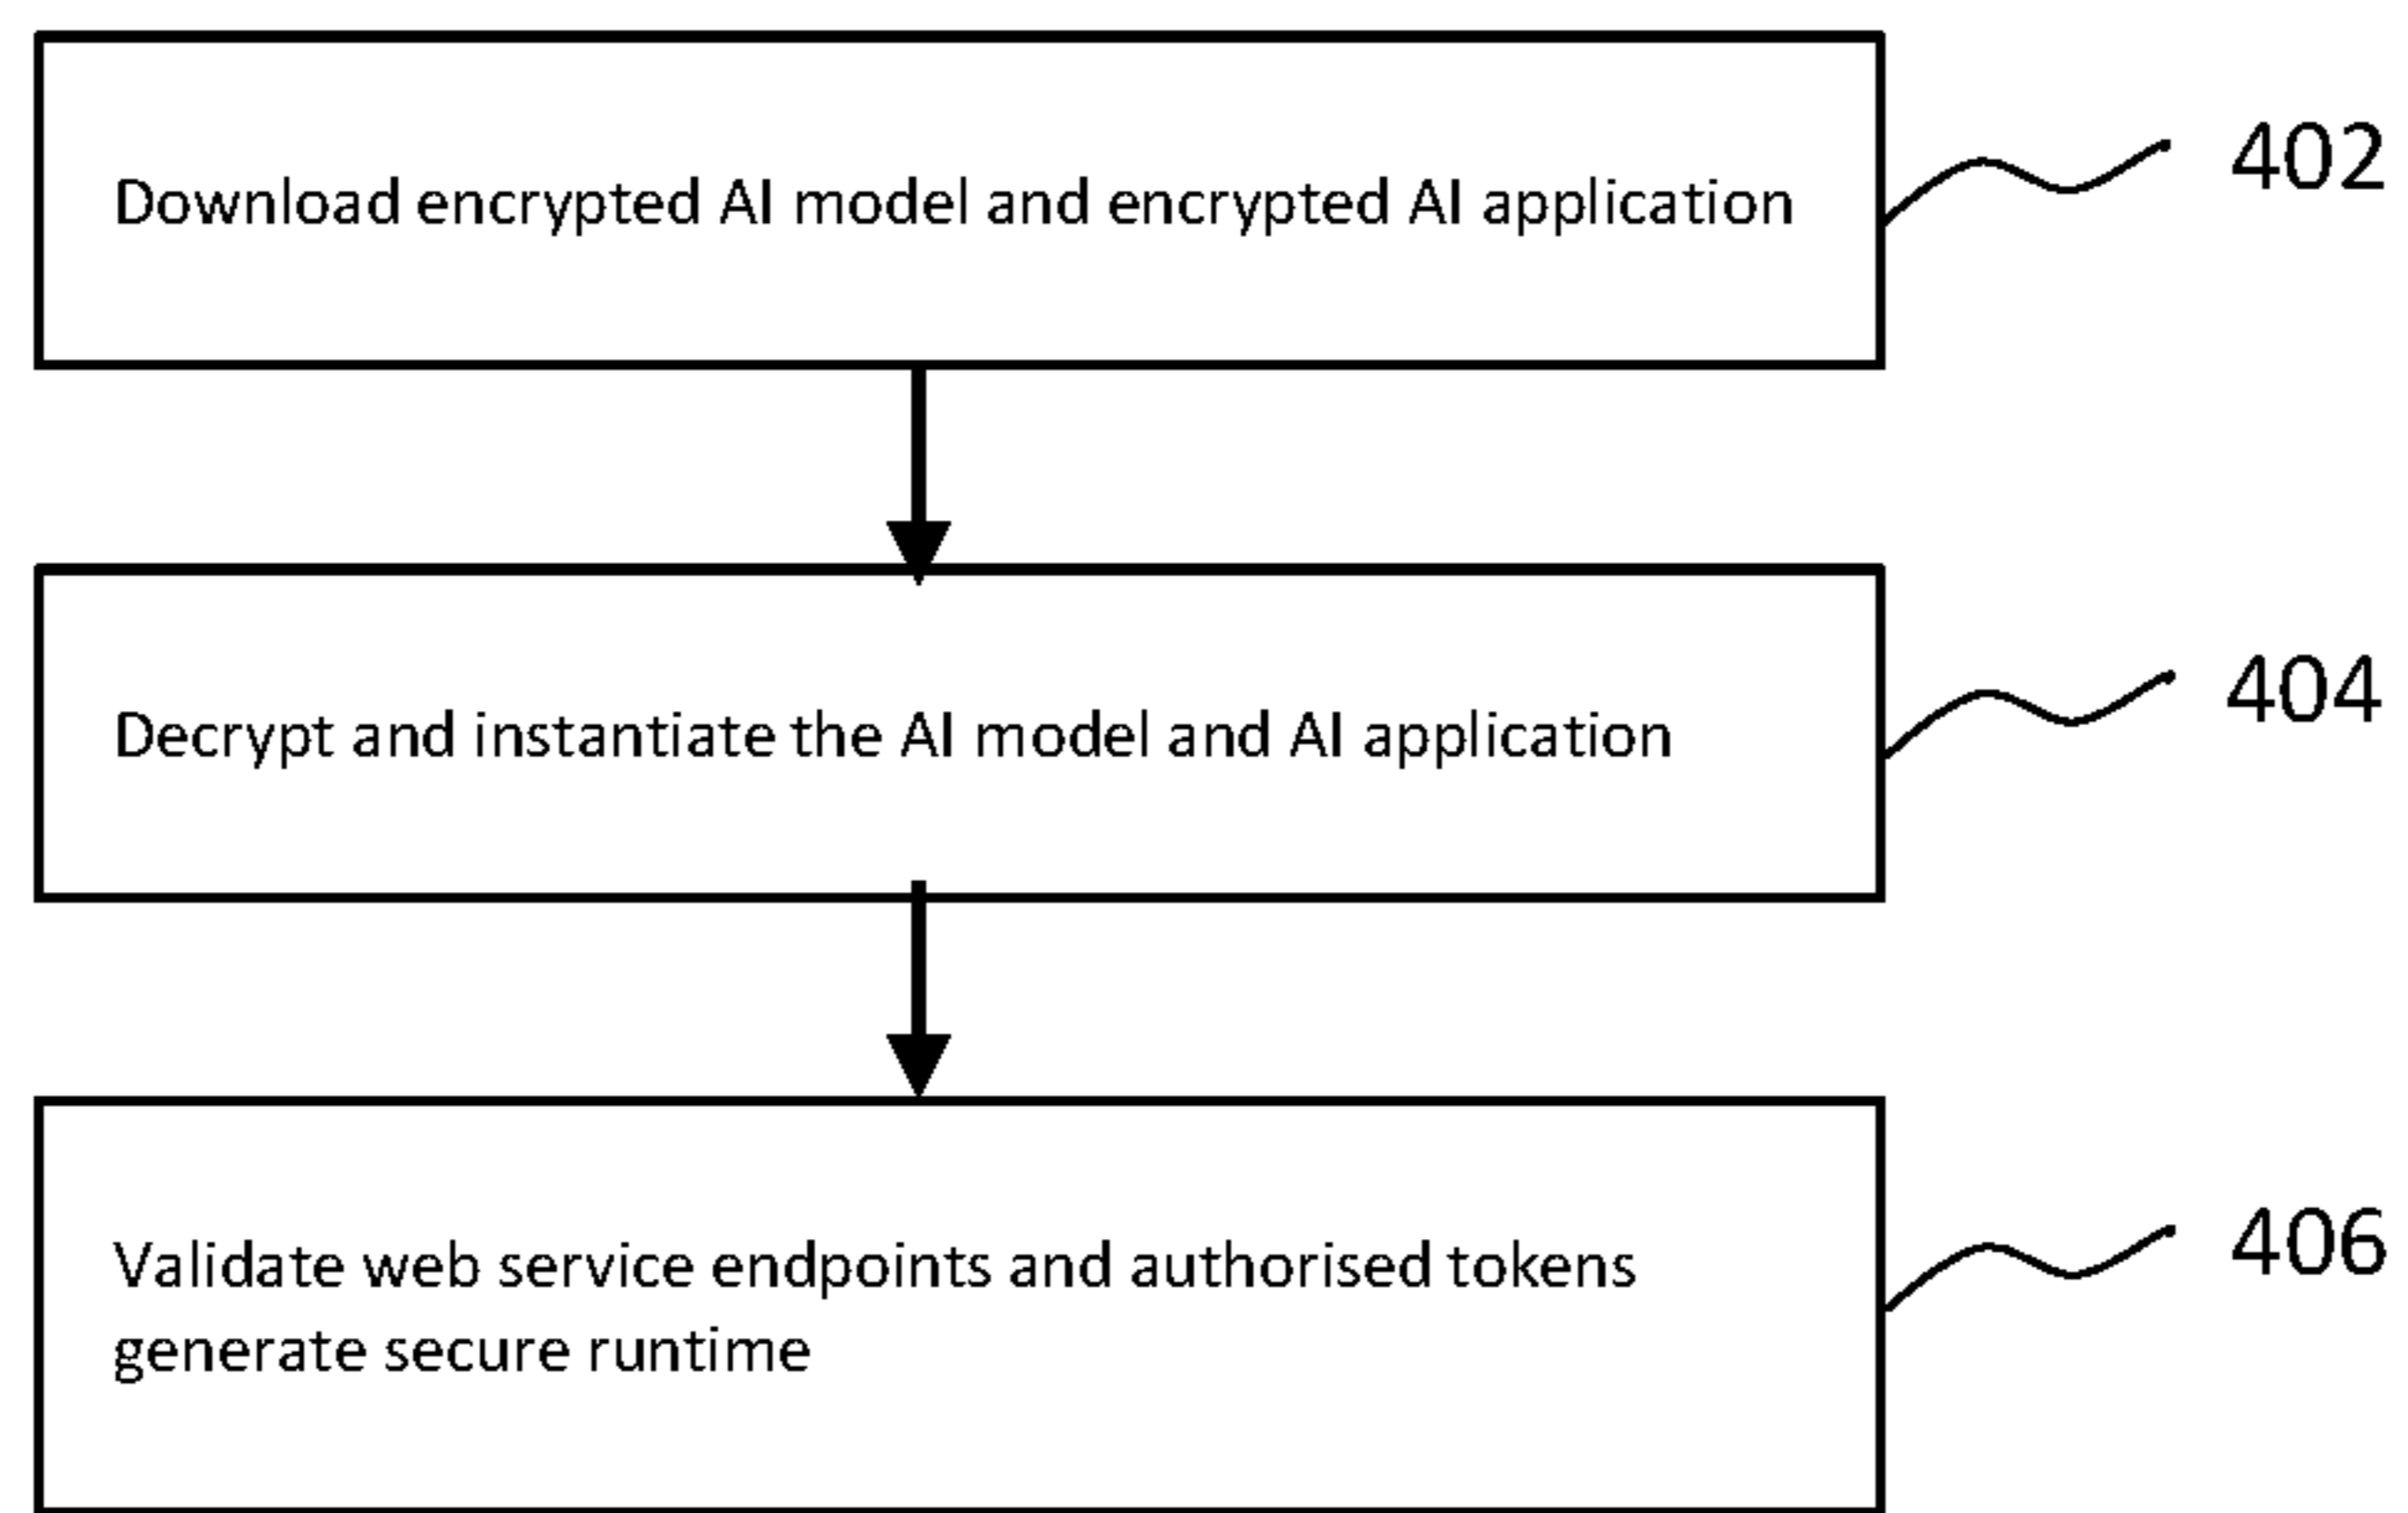 Download encrypted AI model and encrypted AI application
402
Decrypt and instantiate the AI model and AI application
404
Validate web service endpoints and authorised tokens
generate secure runtime
406